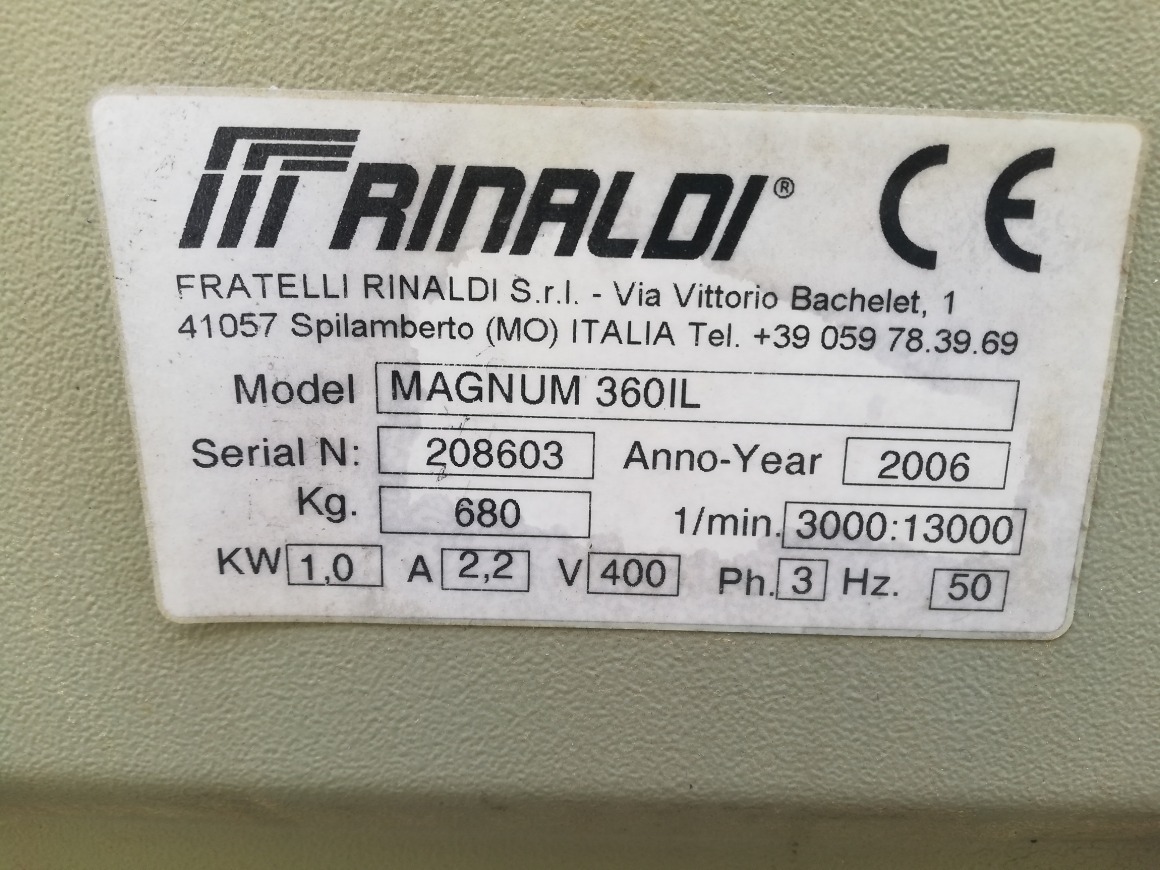 RINALDI® CE
FRATELLI RINALDI S.r.l. - Via Vittorio Bachelet, 1
41057 Spilamberto (MO) ITALIA Tel. +39 059 78.39.69
Model MAGNUM 360IL
Serial N: 208603 Anno-Year 2006
Kg. 680 1/min. 3000:13000
KW 1,0 A 2,2 V 400 Ph. 3 Hz. 50